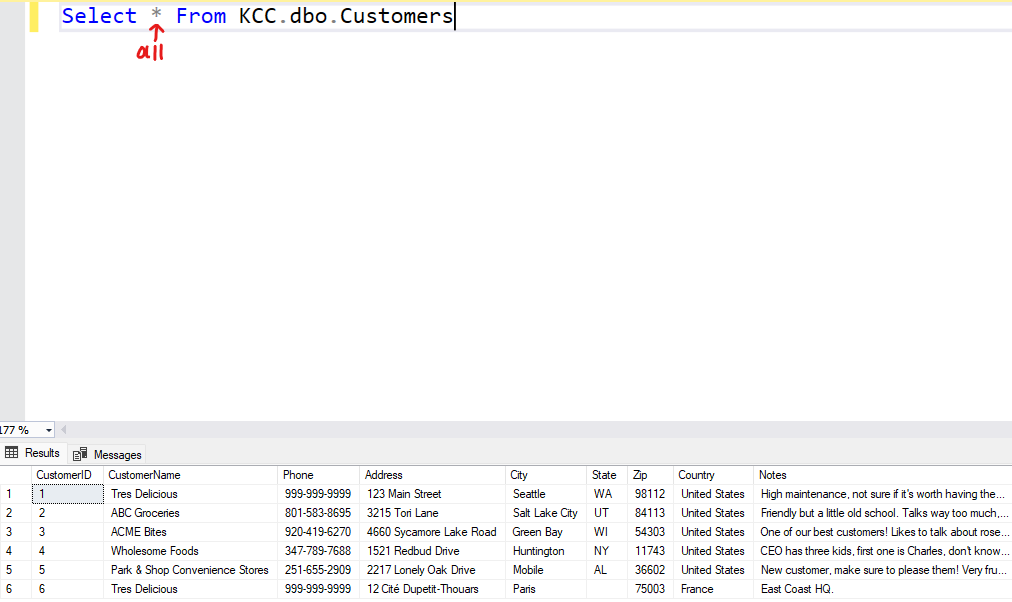 Select * From KCC.dbo.Customers
all
177 %
Results Messages
CustomerID CustomerName Phone Address City State Zip Country Notes
1 1 Tres Delicious 999-999-9999 123 Main Street Seattle WA 98112 United States High maintenance, not sure if it's worth having the...
2 2 ABC Groceries 801-583-8695 3215 Tori Lane Salt Lake City UT 84113 United States Friendly but a little old school. Talks way too much,...
3 3 ACME Bites 920-419-6270 4660 Sycamore Lake Road Green Bay WI 54303 United States One of our best customers! Likes to talk about rose...
4 4 Wholesome Foods 347-789-7688 1521 Redbud Drive Huntington NY 11743 United States CEO has three kids, first one is Charles, don't know...
5 5 Park & Shop Convenience Stores 251-655-2909 2217 Lonely Oak Drive Mobile AL 36602 United States New customer, make sure to please them! Very fru...
6 6 Tres Delicious 999-999-9999 12 Cité Dupetit-Thouars Paris 75003 France East Coast HQ.